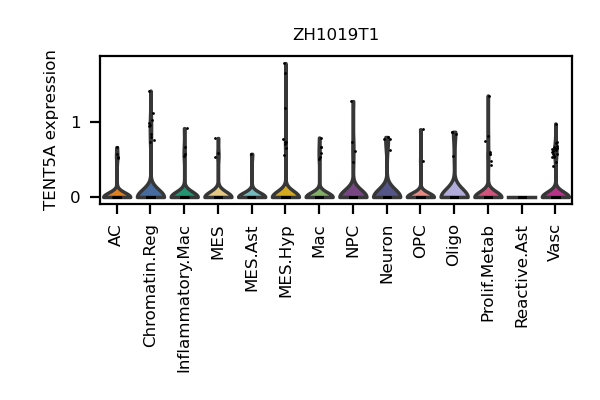 ZH1019T1
TENT5A expression
1
0
AC
Chromatin.Reg
Inflammatory.Mac
MES
MES.Ast
MES.Hyp
Mac
NPC
Neuron
OPC
Oligo
Prolif.Metab
Reactive.Ast
Vasc